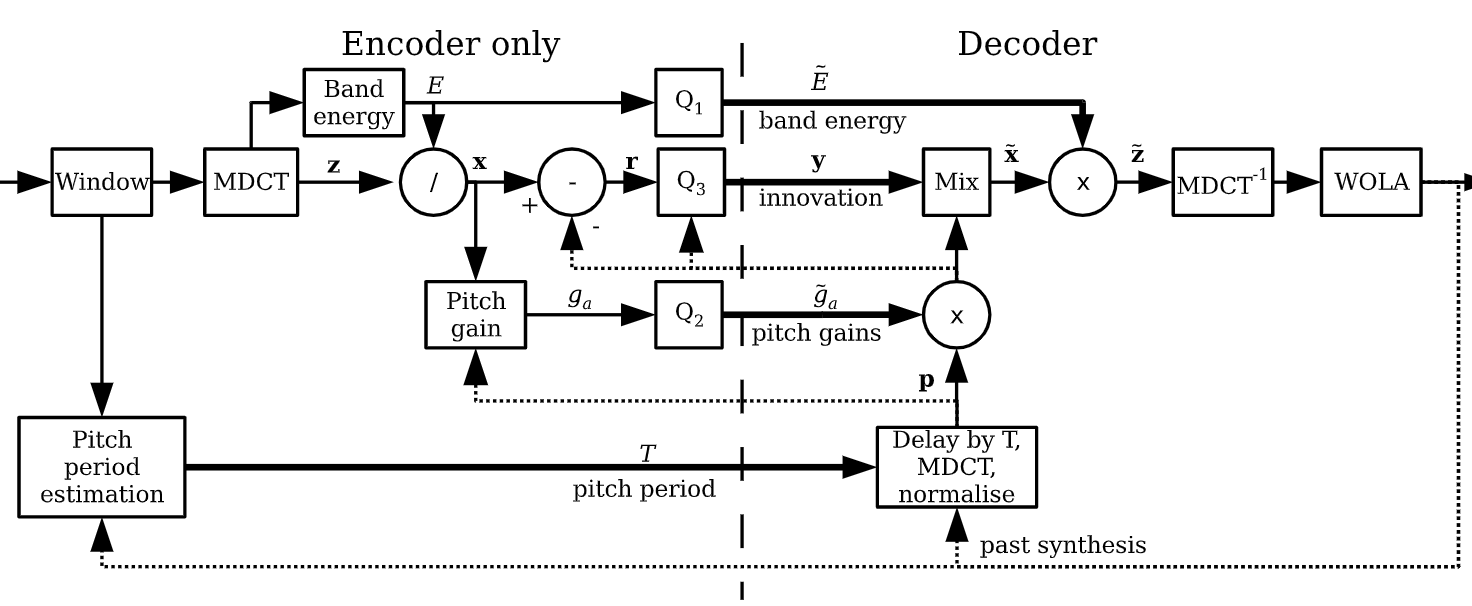 Encoder only
Decoder
Band
energy
E
Q₁
Ẽ
band energy
Window
MDCT
z
/
x
-
+
-
r
Q₃
y
innovation
Mix
x̃
x
z̃
MDCT⁻¹
WOLA
Pitch
gain
gₐ
Q₂
g̃ₐ
pitch gains
x
p
Pitch
period
estimation
T
pitch period
Delay by T,
MDCT,
normalise
past synthesis